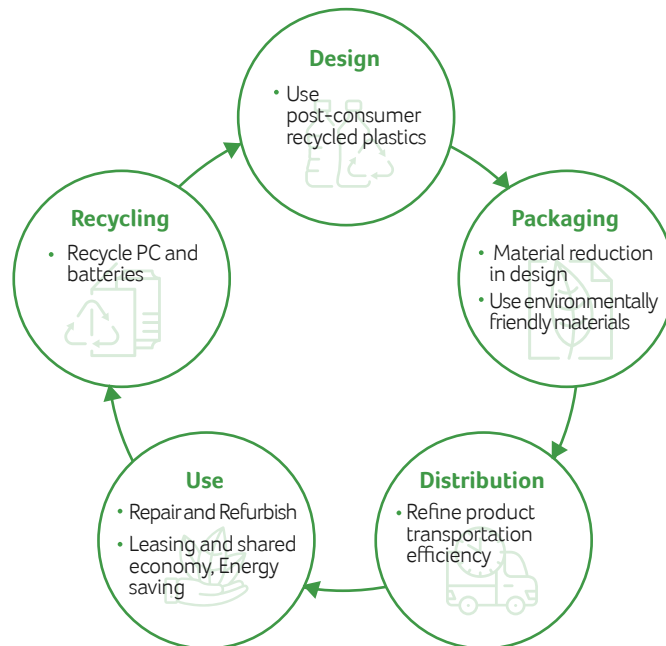 Design
• Use
post-consumer
recycled plastics
Packaging
• Material reduction
in design
• Use environmentally
friendly materials
Distribution
• Refine product
transportation
efficiency
Use
• Repair and Refurbish
• Leasing and shared
economy, Energy
saving
Recycling
• Recycle PC and
batteries